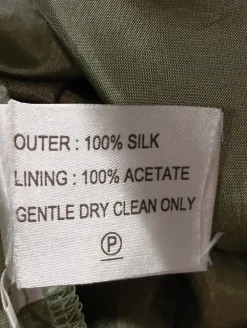 OUTER : 100% SILK
LINING : 100% ACETATE
GENTLE DRY CLEAN ONLY
P